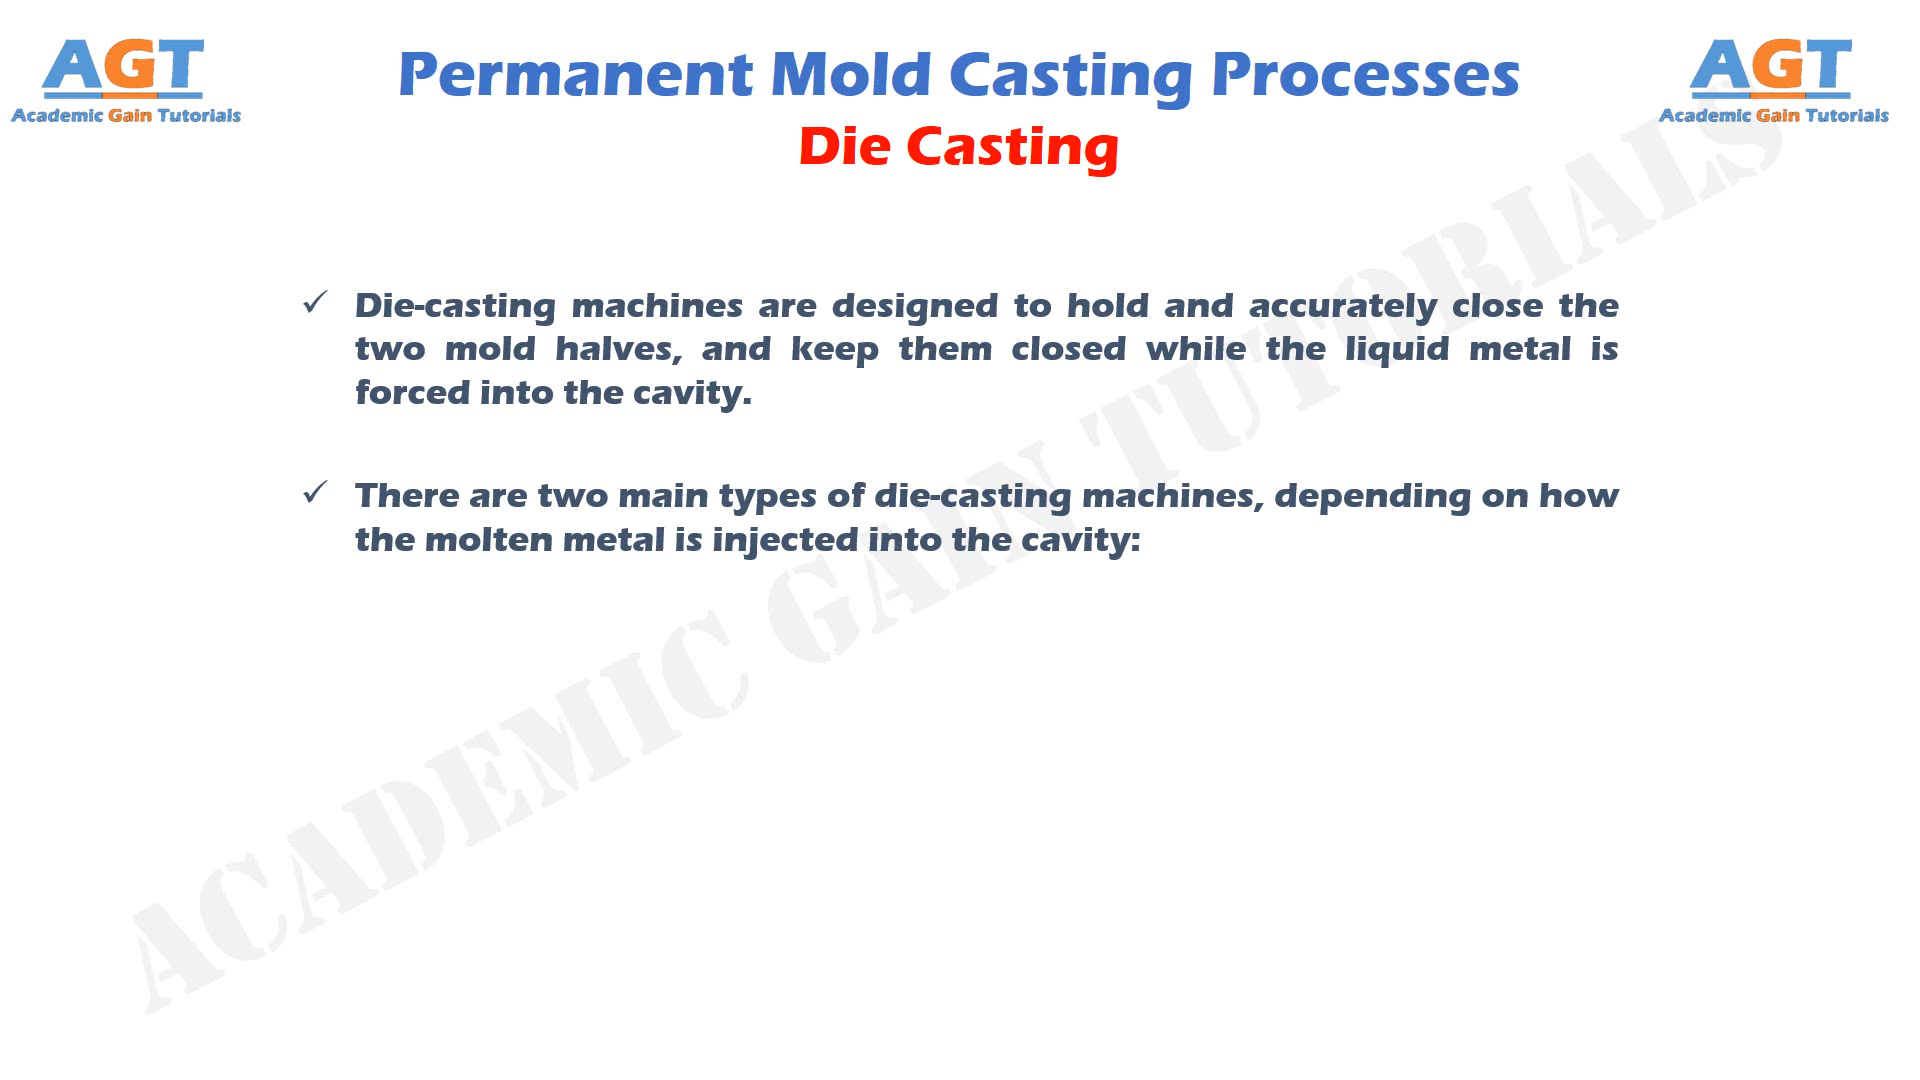 AGT
Academic Gain Tutorials
Permanent Mold Casting Processes
Die Casting
AGT
Academic Gain Tutorials
✓ Die-casting machines are designed to hold and accurately close the
two mold halves, and keep them closed while the liquid metal is
forced into the cavity.
✓ There are two main types of die-casting machines, depending on how
the molten metal is injected into the cavity:
ACADEMIC GAIN TUTORIALS